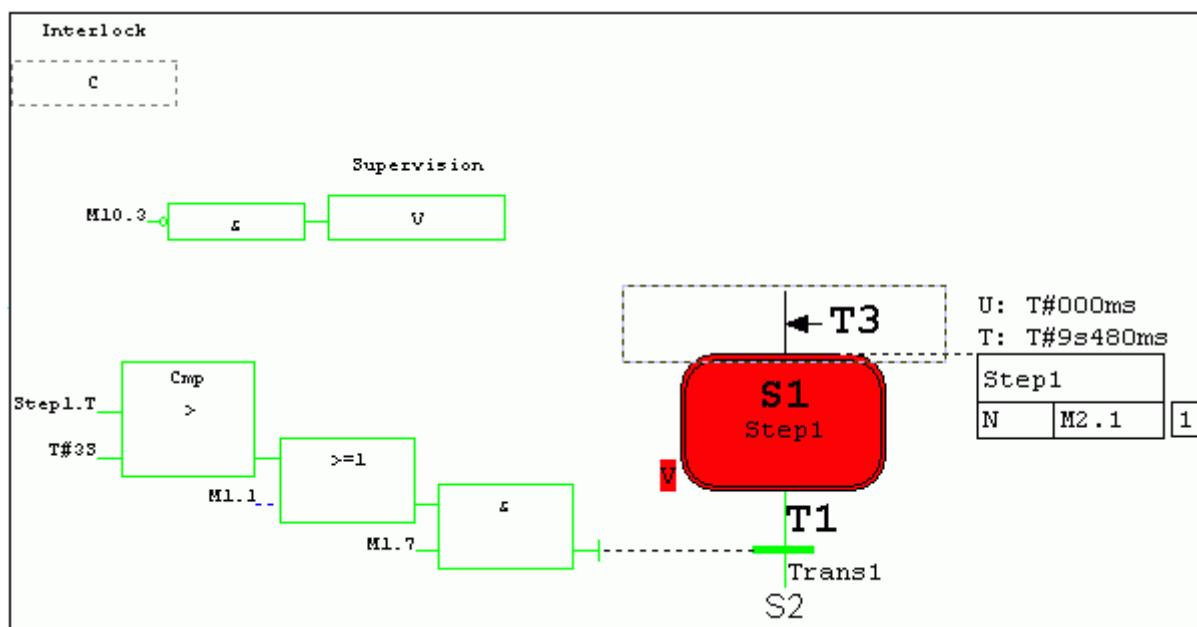 Interlock
C
Supervision
M10.3
&
V
T3
U: T#000ms
T: T#9s480ms
Cmp
>
Step1
S1
Step1
Step1.T
N M2.1 1
T#3S
>=1
V
M1.1
&
T1
M1.7
Trans1
S2